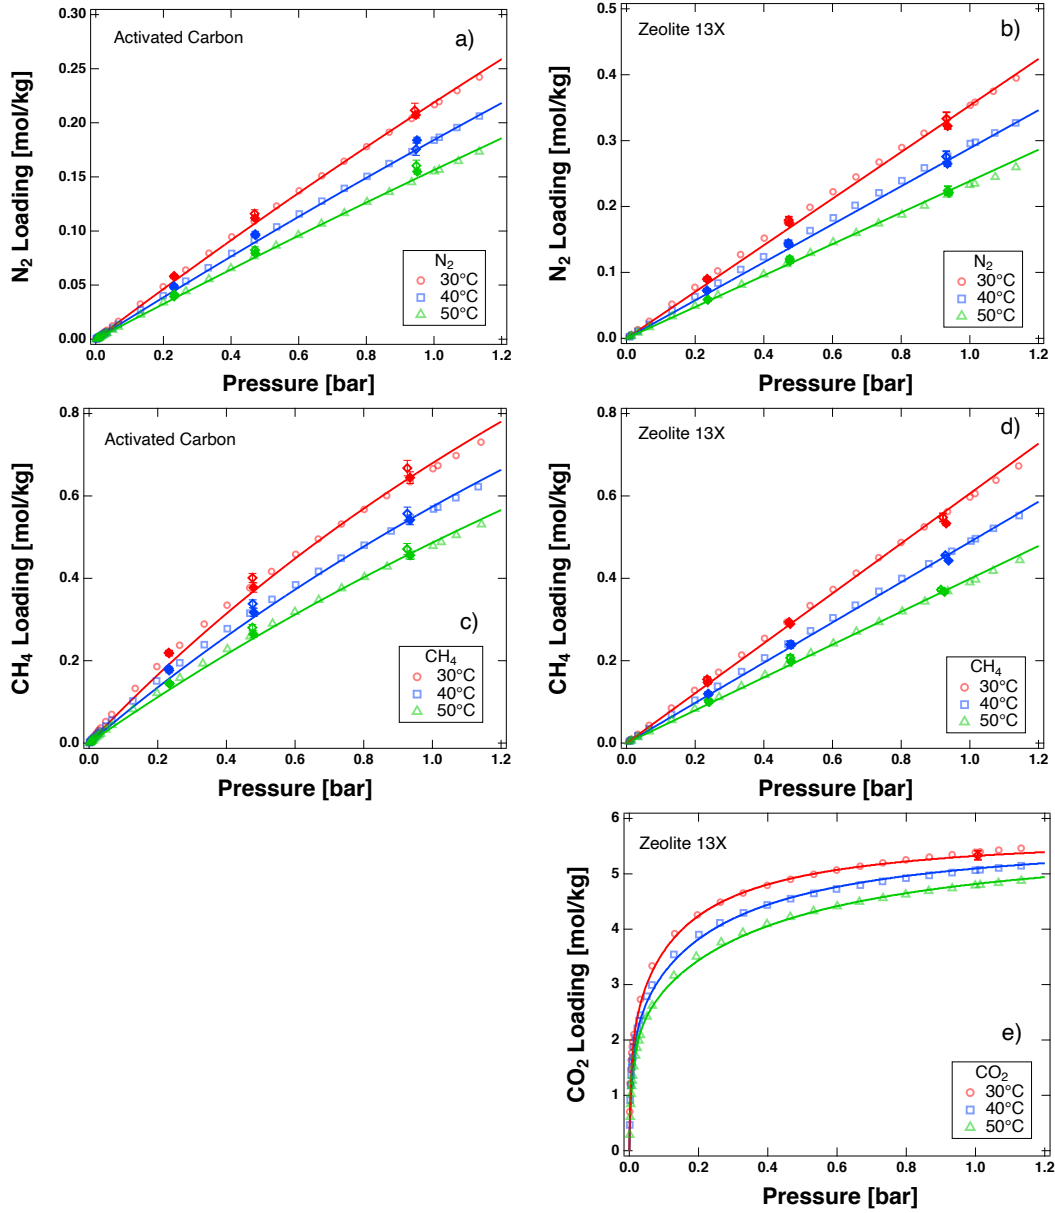 Activated Carbon
a)
N2 Loading [mol/kg]
0.30
0.25
0.20
0.15
0.10
0.05
0.00
N2
30°C
40°C
50°C
0.0 0.2 0.4 0.6 0.8 1.0 1.2
Pressure [bar]
Zeolite 13X
b)
N2 Loading [mol/kg]
0.5
0.4
0.3
0.2
0.1
0.0
N2
30°C
40°C
50°C
0.0 0.2 0.4 0.6 0.8 1.0 1.2
Pressure [bar]
Activated Carbon
c)
CH4 Loading [mol/kg]
0.8
0.6
0.4
0.2
0.0
CH4
30°C
40°C
50°C
0.0 0.2 0.4 0.6 0.8 1.0 1.2
Pressure [bar]
Zeolite 13X
d)
CH4 Loading [mol/kg]
0.8
0.6
0.4
0.2
0.0
CH4
30°C
40°C
50°C
0.0 0.2 0.4 0.6 0.8 1.0 1.2
Pressure [bar]
Zeolite 13X
e)
CO2 Loading [mol/kg]
6
5
4
3
2
1
0
CO2
30°C
40°C
50°C
0.0 0.2 0.4 0.6 0.8 1.0 1.2
Pressure [bar]